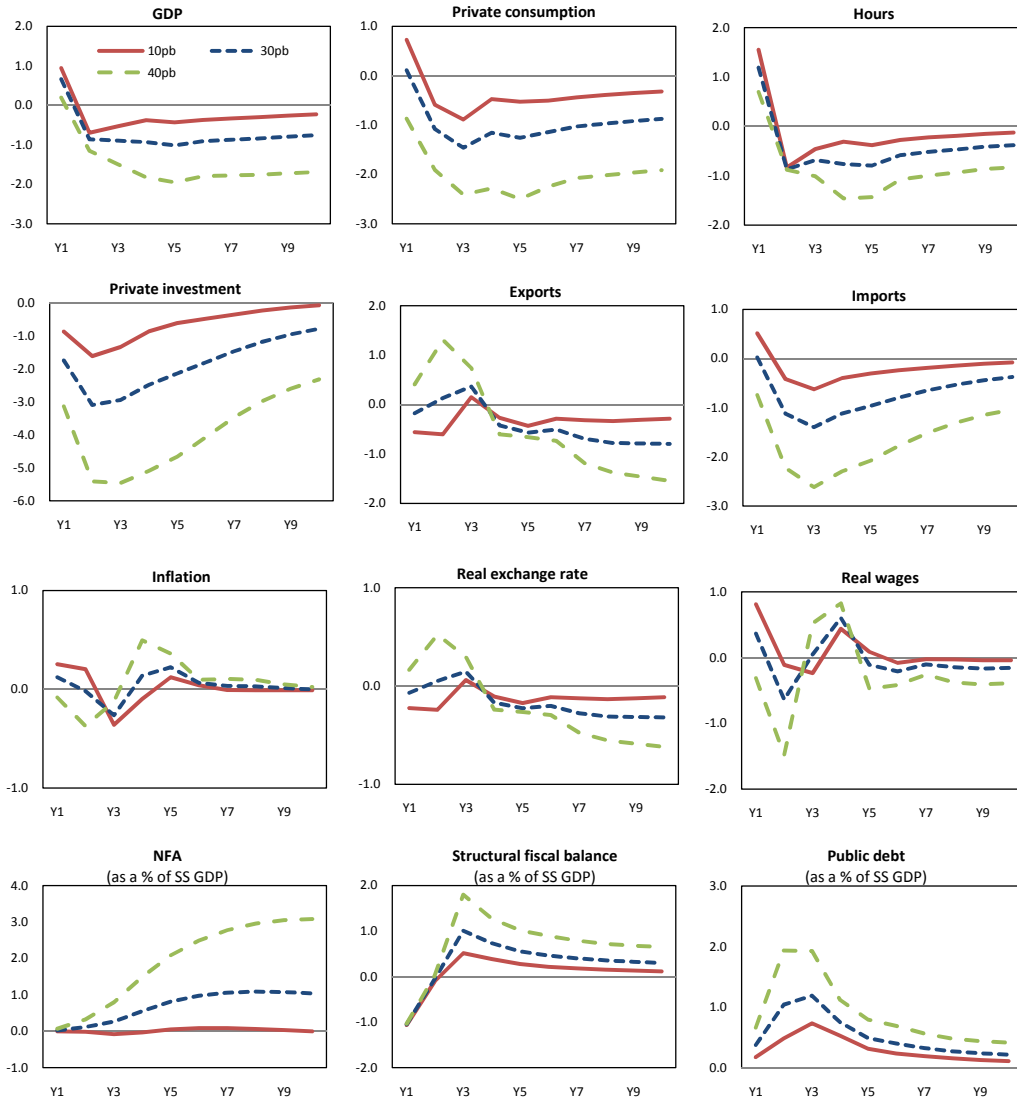 GDP
2.0
1.0
0.0
-1.0
-2.0
-3.0
10pb
30pb
40pb
Y1 Y3 Y5 Y7 Y9
Private consumption
1.0
0.0
-1.0
-2.0
-3.0
Y1 Y3 Y5 Y7 Y9
Hours
2.0
1.0
0.0
-1.0
-2.0
Y1 Y3 Y5 Y7 Y9
Private investment
0.0
-1.0
-2.0
-3.0
-4.0
-5.0
-6.0
Y1 Y3 Y5 Y7 Y9
Exports
2.0
1.0
0.0
-1.0
-2.0
Y1 Y3 Y5 Y7 Y9
Imports
1.0
0.0
-1.0
-2.0
-3.0
Y1 Y3 Y5 Y7 Y9
Inflation
1.0
0.0
-1.0
Y1 Y3 Y5 Y7 Y9
Real exchange rate
1.0
0.0
-1.0
Y1 Y3 Y5 Y7 Y9
Real wages
1.0
0.0
-1.0
-2.0
Y1 Y3 Y5 Y7 Y9
NFA
(as a % of SS GDP)
4.0
3.0
2.0
1.0
0.0
-1.0
Y1 Y3 Y5 Y7 Y9
Structural fiscal balance
(as a % of SS GDP)
2.0
1.0
0.0
-1.0
-2.0
Y1 Y3 Y5 Y7 Y9
Public debt
(as a % of SS GDP)
3.0
2.0
1.0
0.0
Y1 Y3 Y5 Y7 Y9